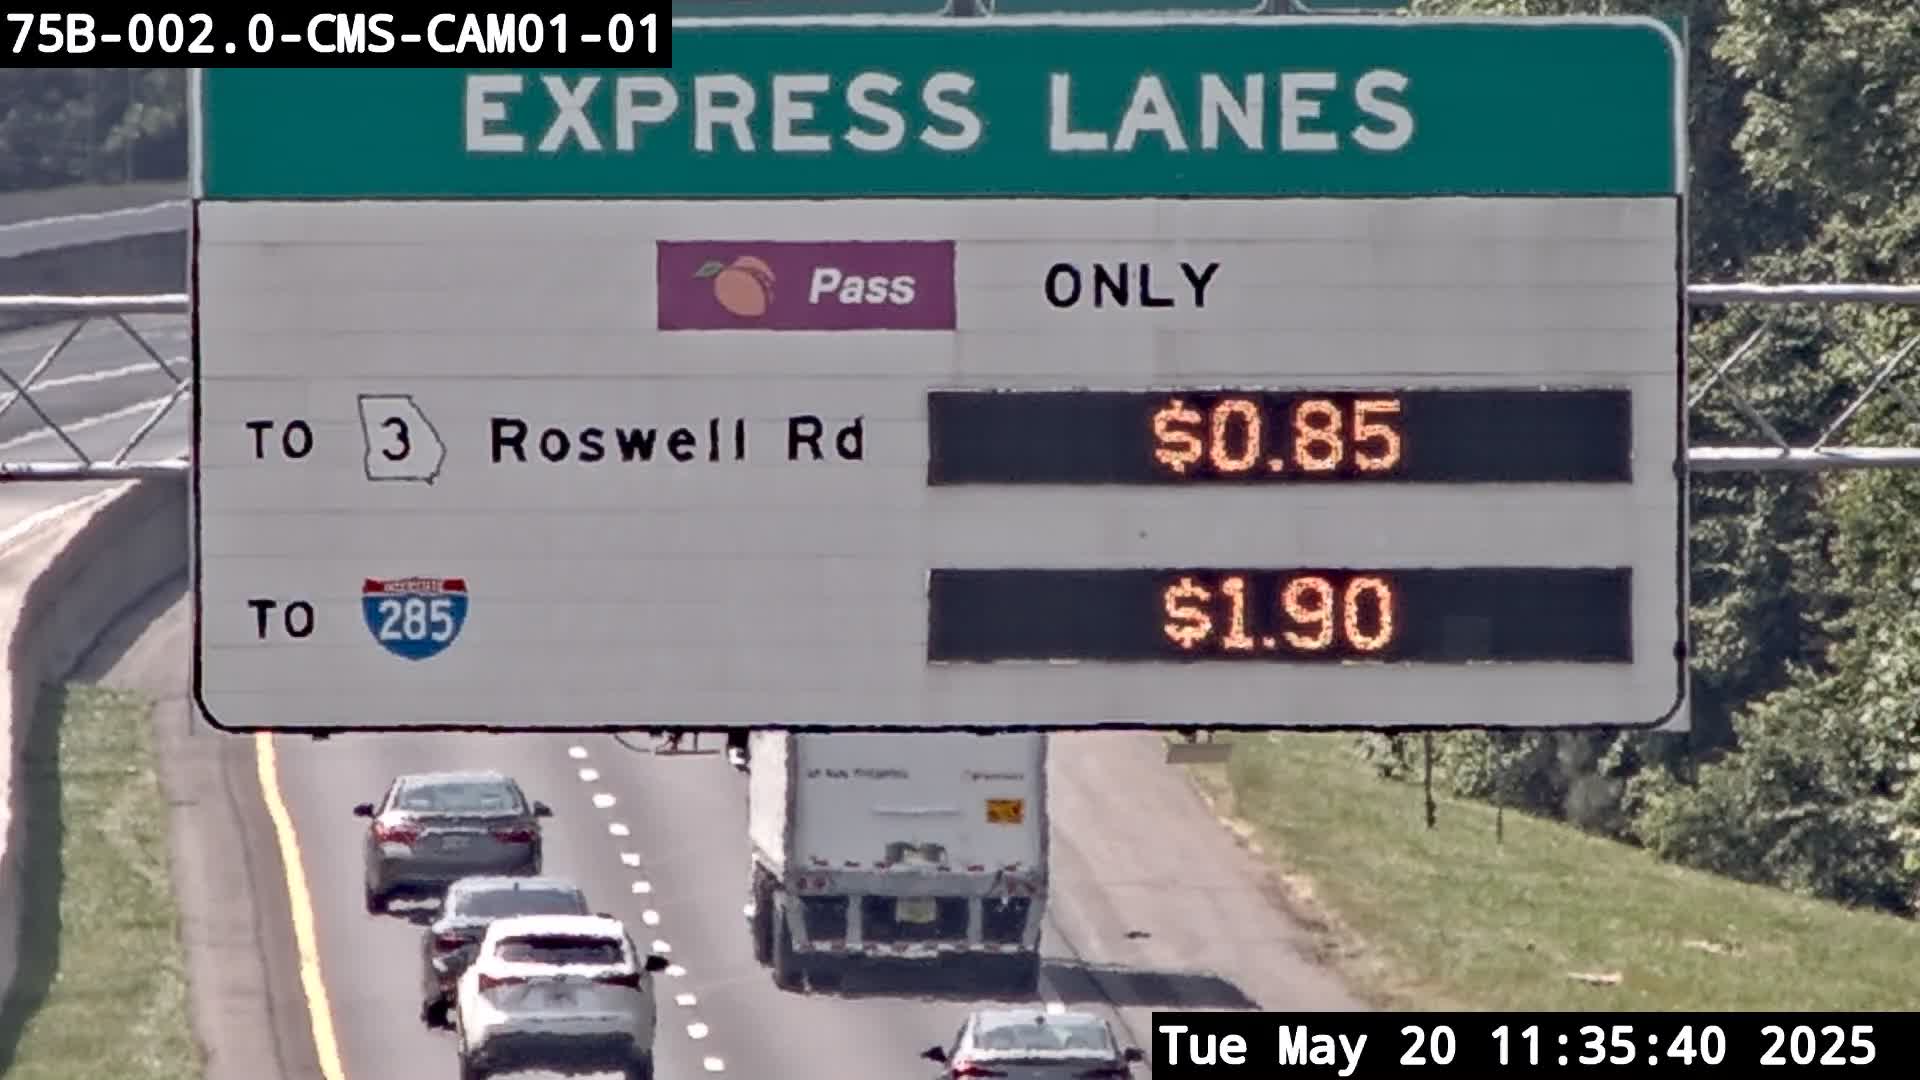 75B-002.0-CMS-CAM01-01
EXPRESS LANES
Pass ONLY
TO 3 Roswell Rd $0.85
TO INTERSTATE 285 $1.90
Tue May 20 11:35:40 2025